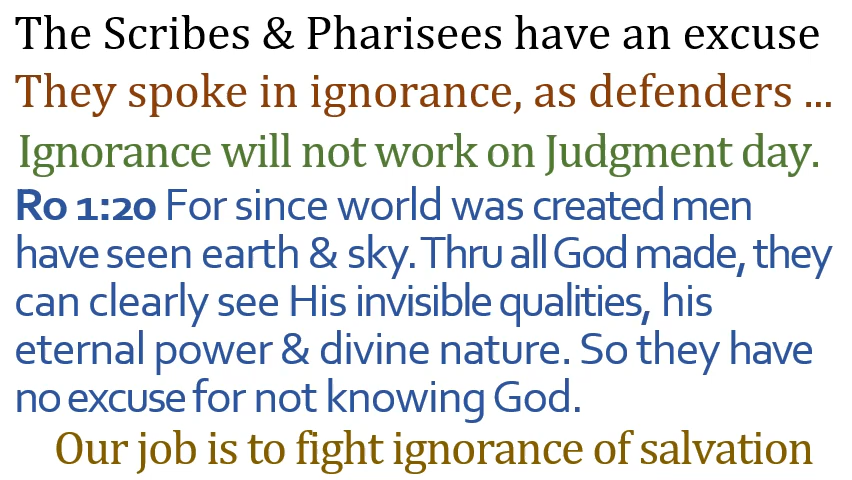 The Scribes & Pharisees have an excuse
They spoke in ignorance, as defenders ...
Ignorance will not work on Judgment day.
Ro 1:20 For since world was created men
have seen earth & sky. Thru all God made, they
can clearly see His invisible qualities, his
eternal power & divine nature. So they have
no excuse for not knowing God.
Our job is to fight ignorance of salvation